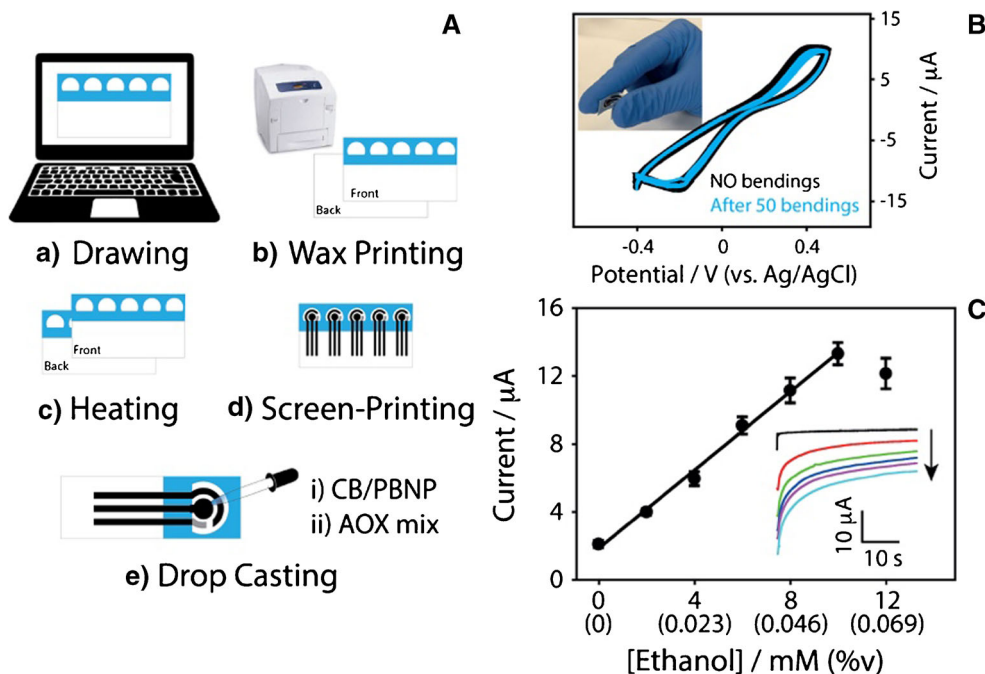 A
a) Drawing
Front
Back
b) Wax Printing
Front
Back
c) Heating
d) Screen-Printing
i) CB/PBNP
ii) AOX mix
e) Drop Casting
B
15
5
-5
-15
Current / μA
NO bendings
After 50 bendings
-0.4 0 0.4
Potential / V (vs. Ag/AgCl)
C
16
12
8
4
0
Current / μA
10 μA
10 s
0 4 8 12
(0) (0.023) (0.046) (0.069)
[Ethanol] / mM (%v)